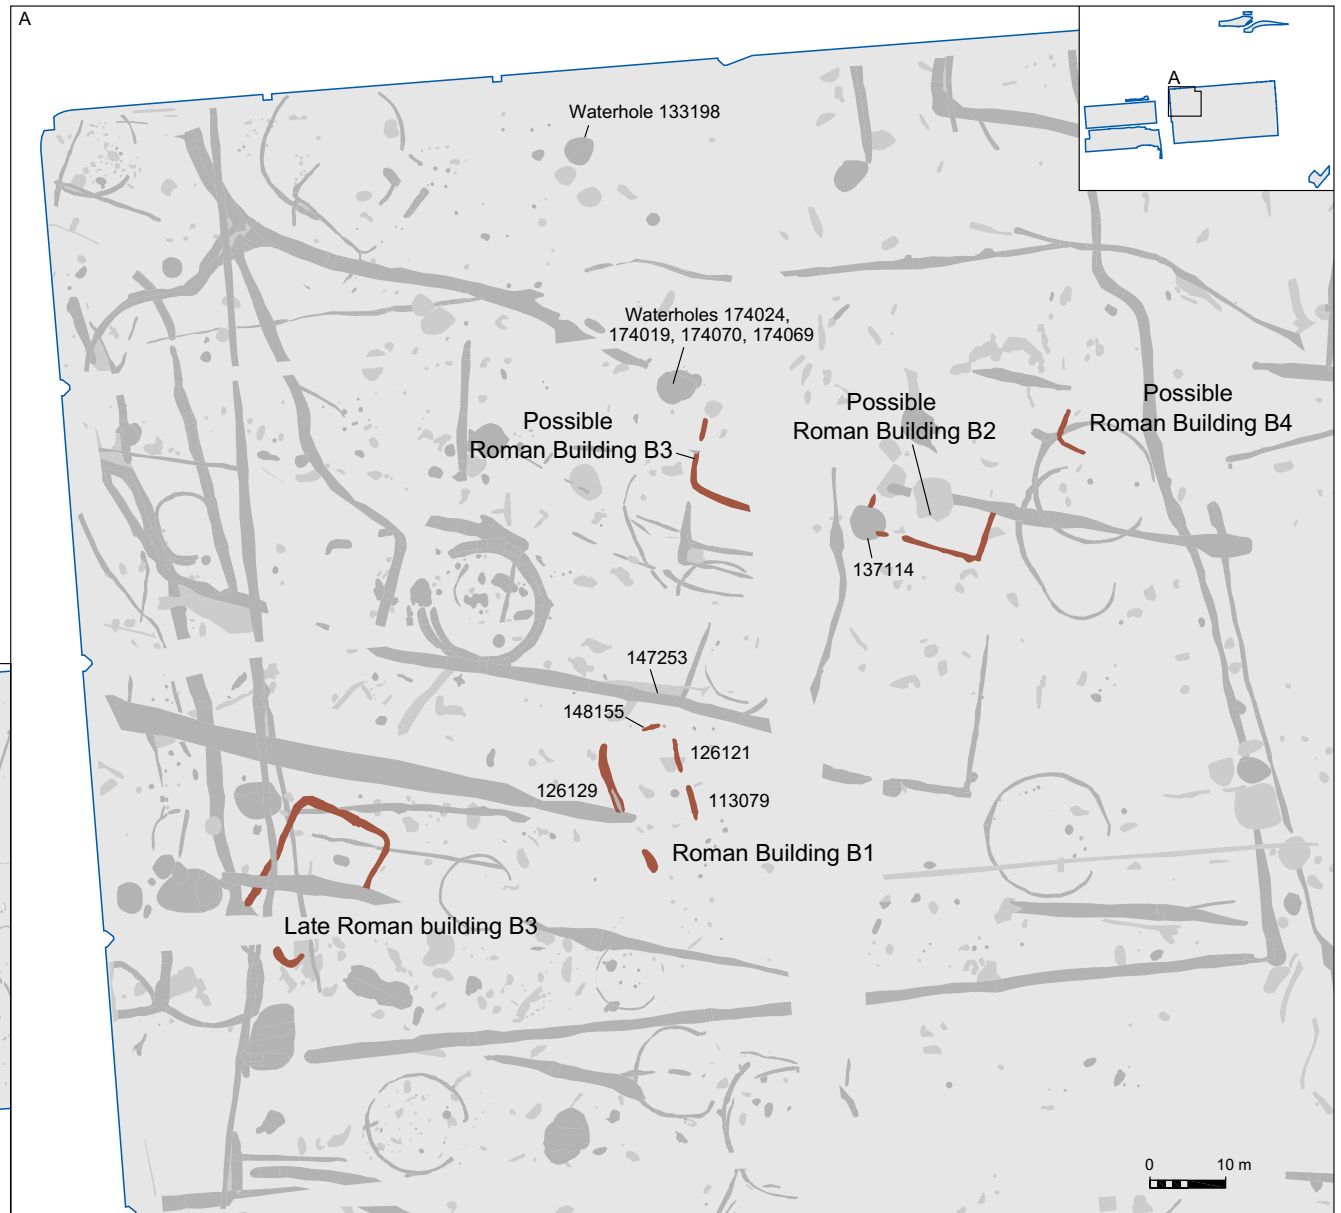 A
A
Waterhole 133198
Waterholes 174024,
174019, 174070, 174069
Possible
Roman Building B3
Possible
Roman Building B2
Possible
Roman Building B4
137114
147253
148155
126121
126129
113079
Roman Building B1
Late Roman building B3
0 10 m